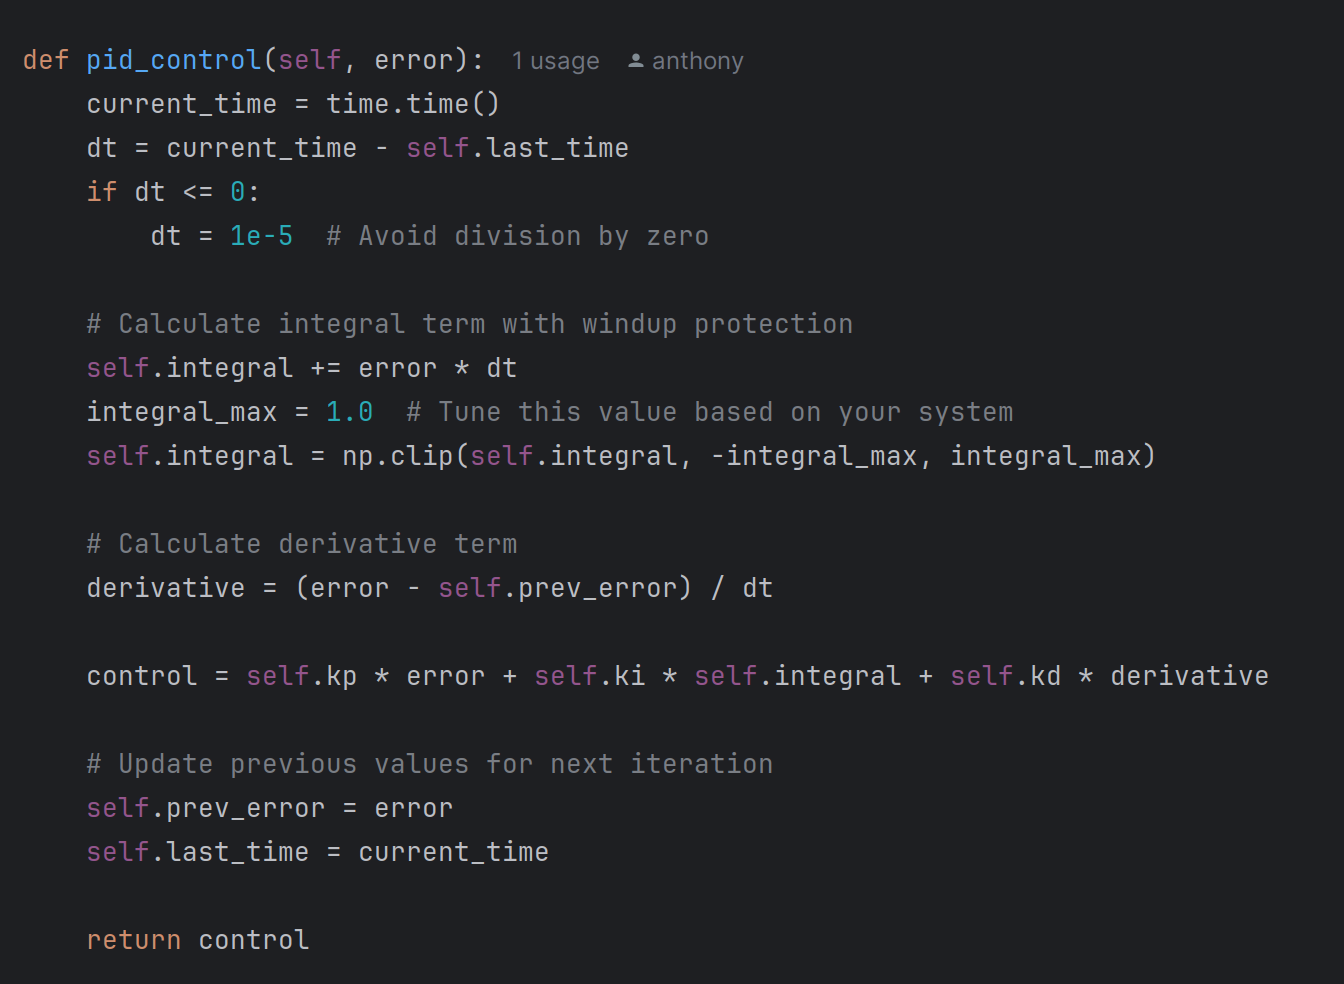 def pid_control(self, error):  1 usage  anthony
    current_time = time.time()
    dt = current_time - self.last_time
    if dt <= 0:
        dt = 1e-5  # Avoid division by zero

    # Calculate integral term with windup protection
    self.integral += error * dt
    integral_max = 1.0  # Tune this value based on your system
    self.integral = np.clip(self.integral, -integral_max, integral_max)

    # Calculate derivative term
    derivative = (error - self.prev_error) / dt

    control = self.kp * error + self.ki * self.integral + self.kd * derivative

    # Update previous values for next iteration
    self.prev_error = error
    self.last_time = current_time

    return control